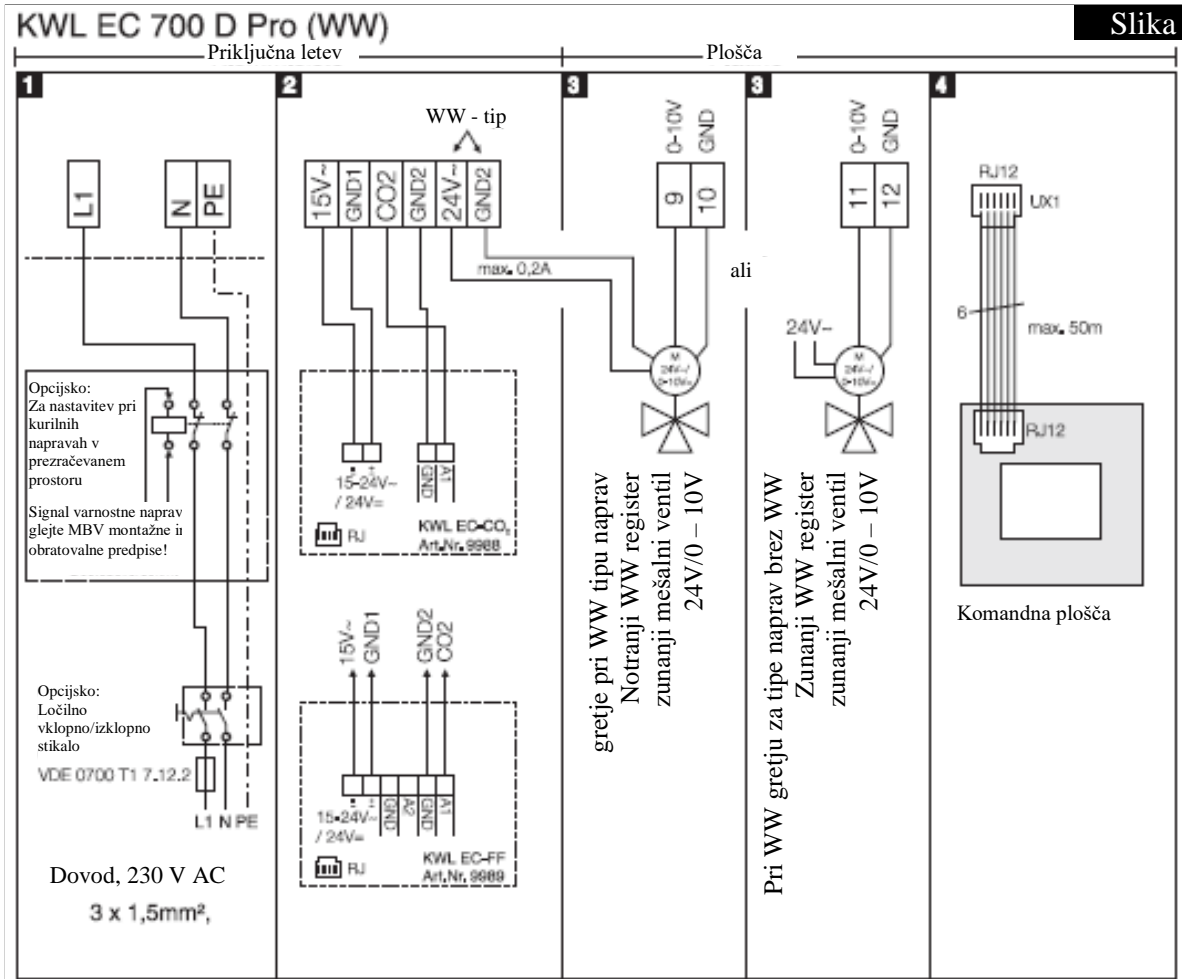 KWL EC 700 D Pro (WW)
Slika
Priključna letev
Plošča
1
L1
N
PE
Opcijsko:
Za nastavitev pri
kurilnih
napravah v
prezračevanem
prostoru
Signal varnostne naprav
glejte MBV montažne in
obratovalne predpise!
Opcijsko:
Ločilno
vklopno/izklopno
stikalo
VDE 0700 T1 7.12.2
L1 N PE
Dovod, 230 V AC
3 x 1,5mm²,
2
WW - tip
15V~
GND1
CO2
GND2
24V~
GND2
max. 0,2A
15-24V~
/ 24V=
GND
A1
RJ
KWL EC-CO₂
Art.Nr. 9988
15V~
GND1
GND2
CO2
15-24V~
/ 24V=
GND
A2
GND
A1
RJ
KWL EC-FF
Art.Nr. 9989
3
0-10V
GND
9
10
ali
M
24V~/
0-10V=
gretje pri WW tipu naprav
Notranji WW register
zunanji mešalni ventil
24V/0 – 10V
3
0-10V
GND
11
12
24V~
M
24V~/
0-10V=
Pri WW gretju za tipe naprav brez WW
Zunanji WW register
zunanji mešalni ventil
24V/0 – 10V
4
RJ12
UX1
6
max. 50m
RJ12
Komandna plošča